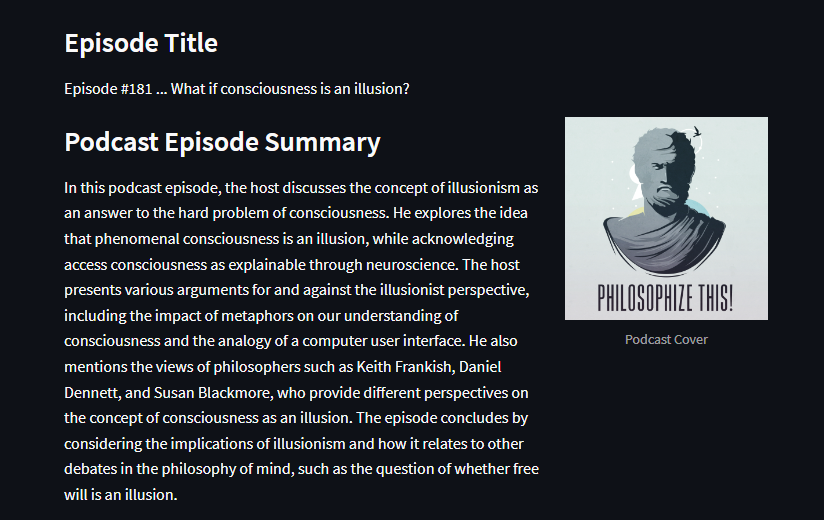 Episode Title
Episode #181 ... What if consciousness is an illusion?
Podcast Episode Summary
In this podcast episode, the host discusses the concept of illusionism as
an answer to the hard problem of consciousness. He explores the idea
that phenomenal consciousness is an illusion, while acknowledging
access consciousness as explainable through neuroscience. The host
presents various arguments for and against the illusionist perspective,
including the impact of metaphors on our understanding of
consciousness and the analogy of a computer user interface. He also
mentions the views of philosophers such as Keith Frankish, Daniel
Dennett, and Susan Blackmore, who provide different perspectives on
the concept of consciousness as an illusion. The episode concludes by
considering the implications of illusionism and how it relates to other
debates in the philosophy of mind, such as the question of whether free
will is an illusion.
PHILOSOPHIZE THIS!
Podcast Cover